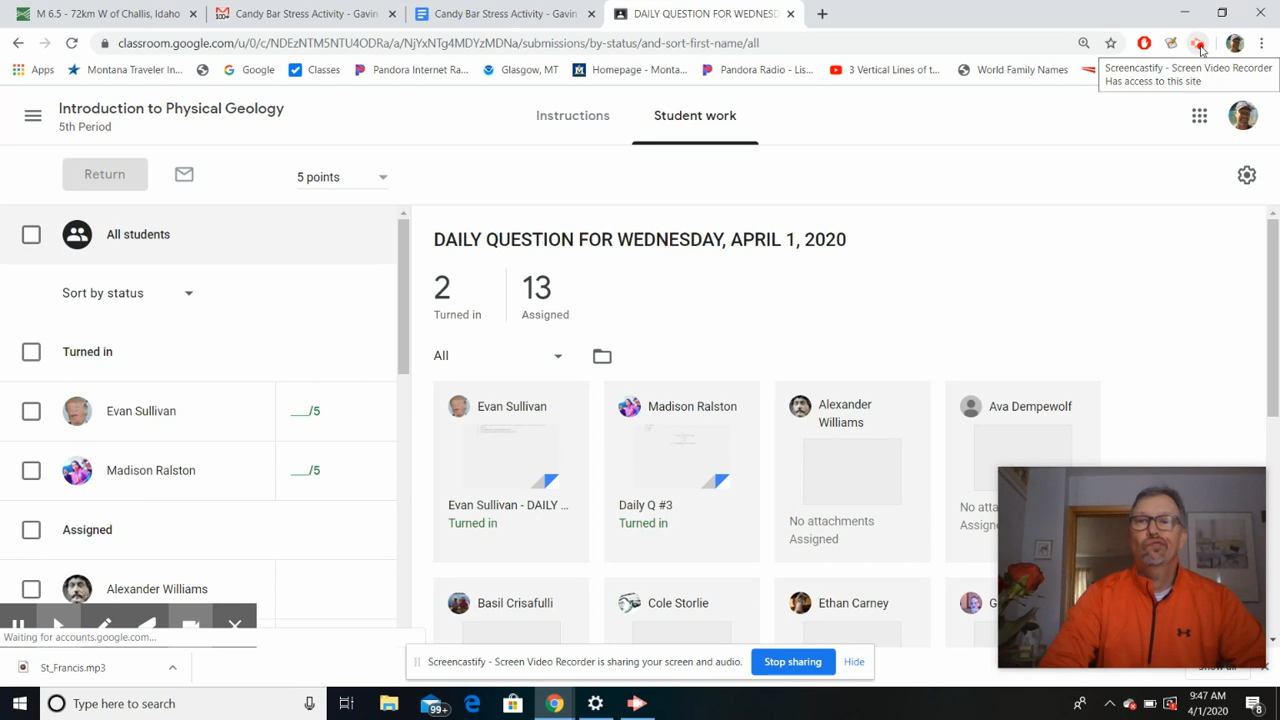 M 6.5 - 72km W of Challis, Idaho
Candy Bar Stress Activity - Gavin
Candy Bar Stress Activity - Gavin
DAILY QUESTION FOR WEDNESD
classroom.google.com/u/0/c/NDEzNTM5NTU4ODRa/a/NjYxNTg4MDYzMDNa/submissions/by-status/and-sort-first-name/all
Apps
Montana Traveler In...
Google
Classes
Pandora Internet Ra...
Glasgow, MT
Homepage - Monta...
Pandora Radio - Lis...
3 Vertical Lines of t...
World Family Names
Screencastify - Screen Video Recorder
Has access to this site
Introduction to Physical Geology
5th Period
Instructions
Student work
Return
5 points
All students
Sort by status
Turned in
Evan Sullivan
___/5
Madison Ralston
___/5
Assigned
Alexander Williams
DAILY QUESTION FOR WEDNESDAY, APRIL 1, 2020
2
Turned in
13
Assigned
All
Evan Sullivan
Evan Sullivan - DAILY ...
Turned in
Madison Ralston
Daily Q #3
Turned in
Alexander
Williams
No attachments
Assigned
Ava Dempewolf
No atta
Assigne
Basil Crisafulli
Cole Storlie
Ethan Carney
G
Waiting for accounts.google.com...
St_Francis.mp3
Screencastify - Screen Video Recorder is sharing your screen and audio.
Stop sharing
Hide
Type here to search
99+
9:47 AM
4/1/2020
8